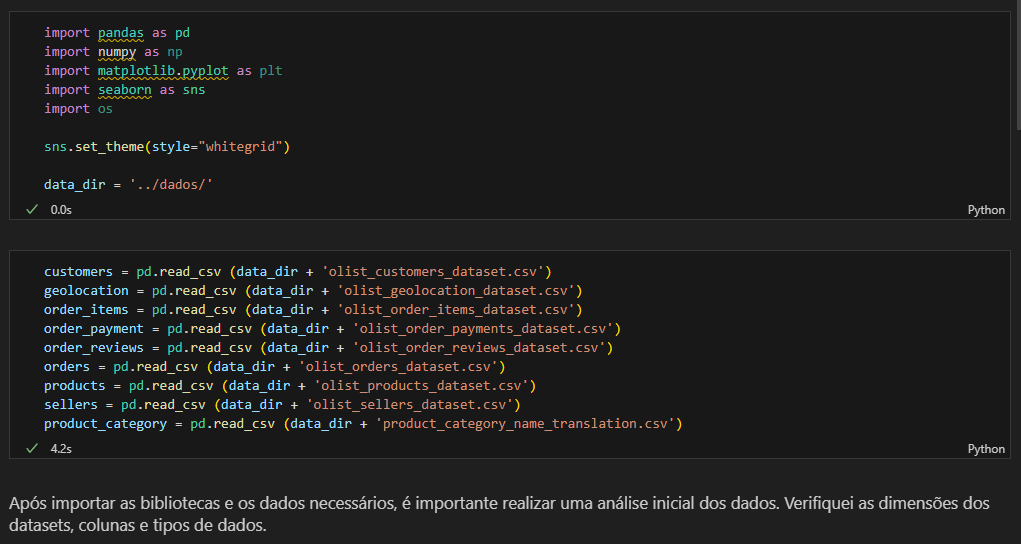 import pandas as pd
import numpy as np
import matplotlib.pyplot as plt
import seaborn as sns
import os
sns.set_theme(style="whitegrid")
data_dir = '../dados/'
0.0s
Python
customers = pd.read_csv (data_dir + 'olist_customers_dataset.csv')
geolocation = pd.read_csv (data_dir + 'olist_geolocation_dataset.csv')
order_items = pd.read_csv (data_dir + 'olist_order_items_dataset.csv')
order_payment = pd.read_csv (data_dir + 'olist_order_payments_dataset.csv')
order_reviews = pd.read_csv (data_dir + 'olist_order_reviews_dataset.csv')
orders = pd.read_csv (data_dir + 'olist_orders_dataset.csv')
products = pd.read_csv (data_dir + 'olist_products_dataset.csv')
sellers = pd.read_csv (data_dir + 'olist_sellers_dataset.csv')
product_category = pd.read_csv (data_dir + 'product_category_name_translation.csv')
4.2s
Python
Após importar as bibliotecas e os dados necessários, é importante realizar uma análise inicial dos dados. Verifiquei as dimensões dos
datasets, colunas e tipos de dados.